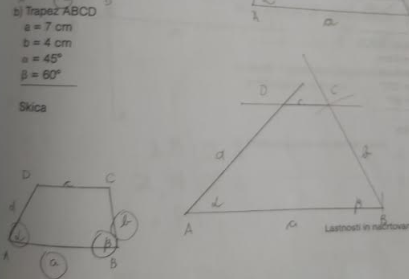 b) Trapez ABCD
a = 7 cm
b = 4 cm
α = 45°
β = 60°
Skica
a
D C
c
a
b
α β
A B
D C
c
d
b
d
α β
A B
a
a
Lastnosti in načrtovan